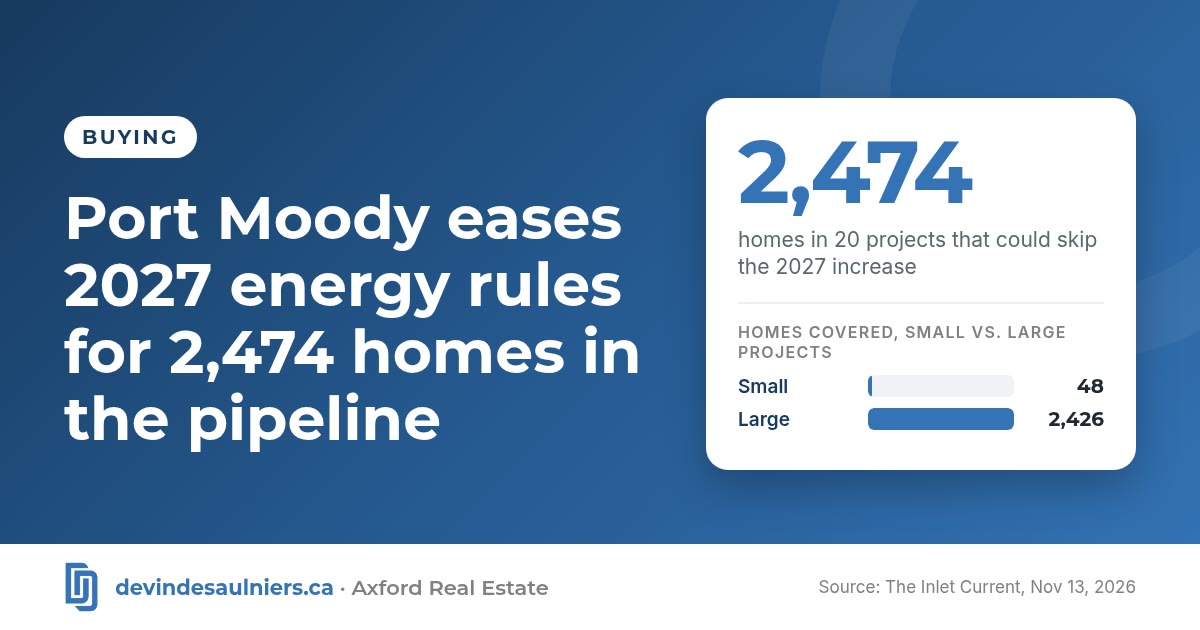 BUYING
Port Moody eases
2027 energy rules
for 2,474 homes in
the pipeline
2,474
homes in 20 projects that could skip
the 2027 increase
HOMES COVERED, SMALL VS. LARGE
PROJECTS
Small 48
Large 2,426
devindesaulniers.ca · Axford Real Estate
Source: The Inlet Current, Nov 13, 2026